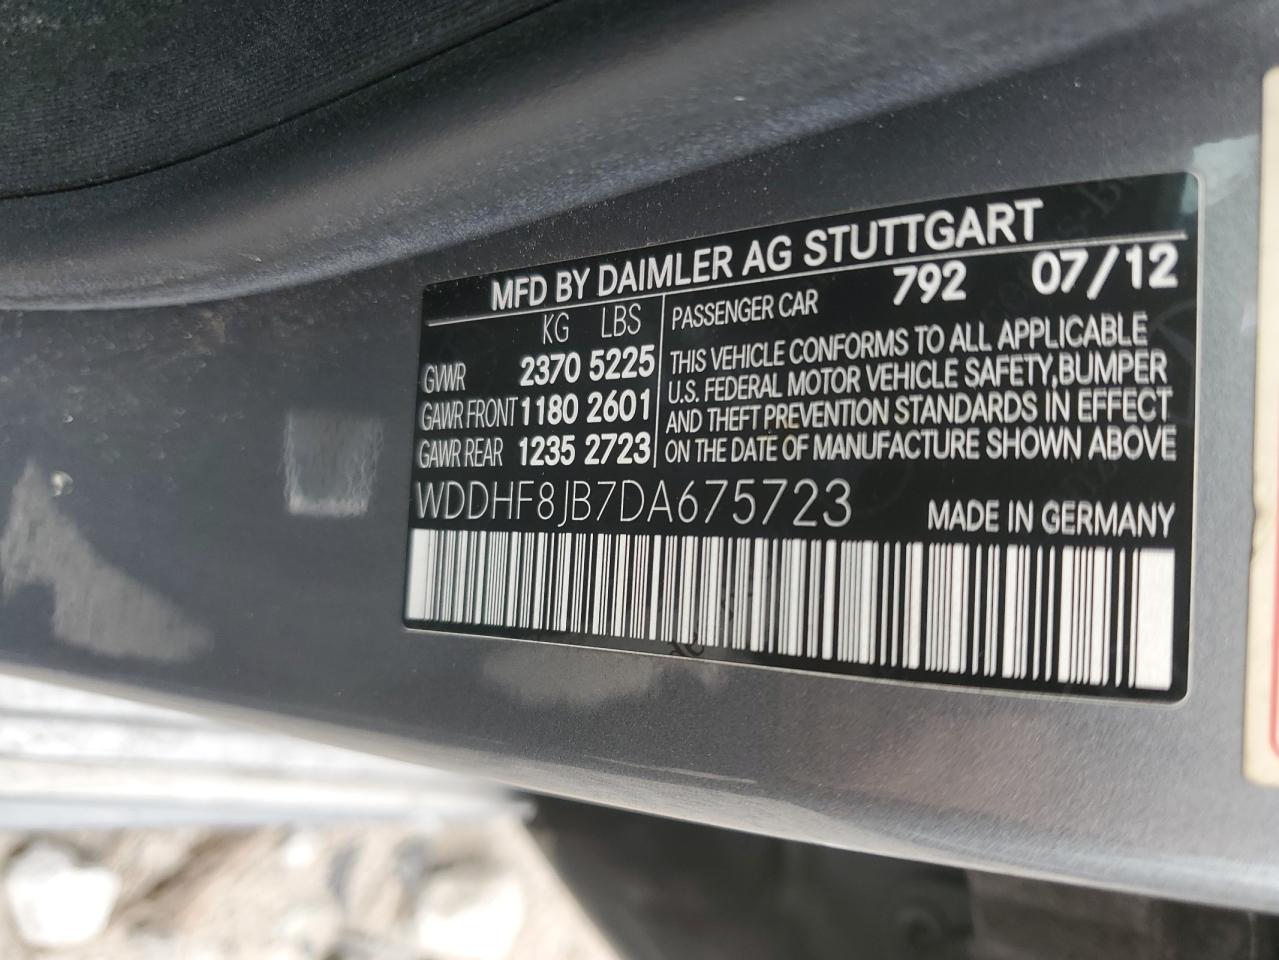 MFD BY DAIMLER AG STUTTGART
792 07/12
KG LBS
GVWR 2370 5225
GAWR FRONT 1180 2601
GAWR REAR 1235 2723
PASSENGER CAR
THIS VEHICLE CONFORMS TO ALL APPLICABLE
U.S. FEDERAL MOTOR VEHICLE SAFETY,BUMPER
AND THEFT PREVENTION STANDARDS IN EFFECT
ON THE DATE OF MANUFACTURE SHOWN ABOVE
WDDHF8JB7DA675723
MADE IN GERMANY